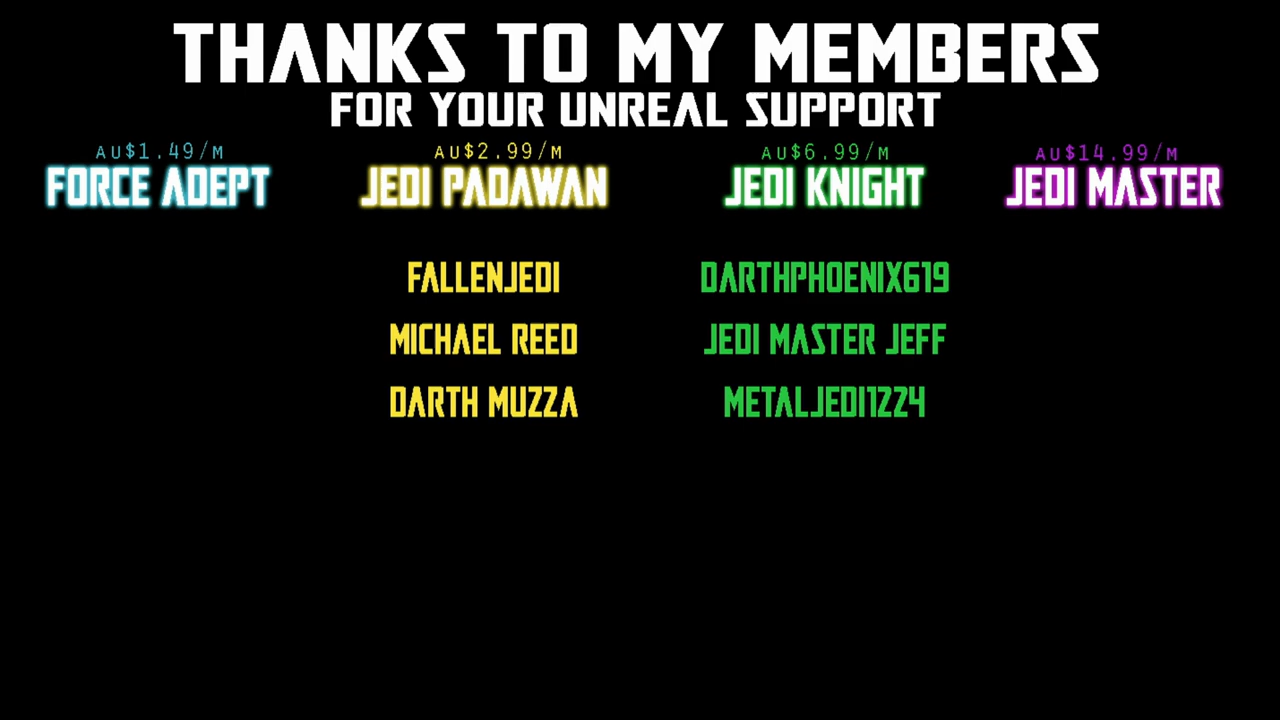 THANKS TO MY MEMBERS
FOR YOUR UNREAL SUPPORT
AU$1.49/M AU$2.99/M AU$6.99/M AU$14.99/M
FORCE ADEPT JEDI PADAWAN JEDI KNIGHT JEDI MASTER
FALLENJEDI DARTHPHOENIX619
MICHAEL REED JEDI MASTER JEFF
DARTH MUZZA METALJEDI1224